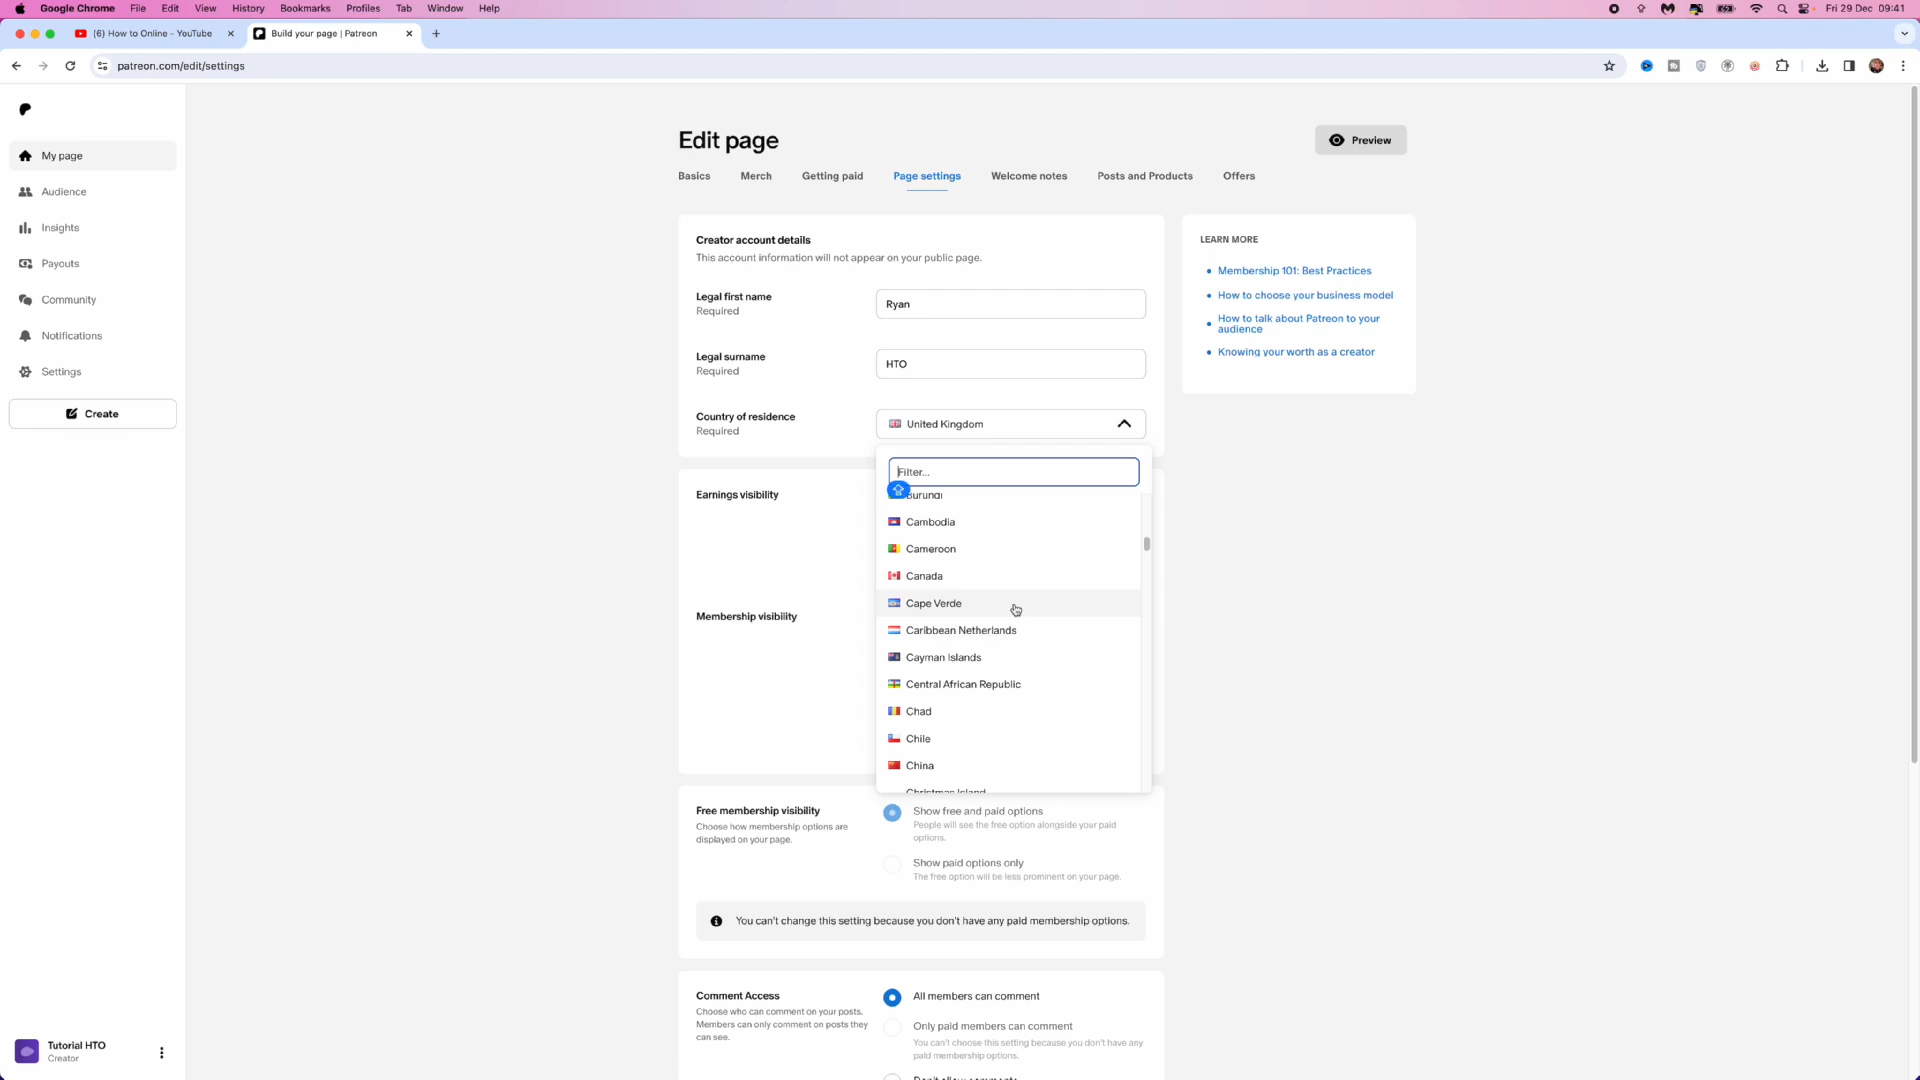 Google Chrome File Edit View History Bookmarks Profiles Tab Window Help Fri 29 Dec 09:41
(6) How to Online - YouTube Build your page | Patreon
patreon.com/edit/settings
Edit page
Preview
Basics Merch Getting paid Page settings Welcome notes Posts and Products Offers
My page
Audience
Insights
Payouts
Community
Notifications
Settings
Create
Creator account details
This account information will not appear on your public page.
Legal first name
Required
Ryan
Legal surname
Required
HTO
Country of residence
Required
United Kingdom
Filter...
Burundi
Cambodia
Cameroon
Canada
Cape Verde
Caribbean Netherlands
Cayman Islands
Central African Republic
Chad
Chile
China
Christmas Island
Earnings visibility
Membership visibility
LEARN MORE
Membership 101: Best Practices
How to choose your business model
How to talk about Patreon to your
audience
Knowing your worth as a creator
Free membership visibility
Choose how membership options are
displayed on your page.
Show free and paid options
People will see the free option alongside your paid
options.
Show paid options only
The free option will be less prominent on your page.
You can't change this setting because you don't have any paid membership options.
Comment Access
Choose who can comment on your posts.
Members can only comment on posts they
can see.
All members can comment
Only paid members can comment
You can't choose this setting because you don't have any
paid membership options.
Don't allow comments
Tutorial HTO
Creator